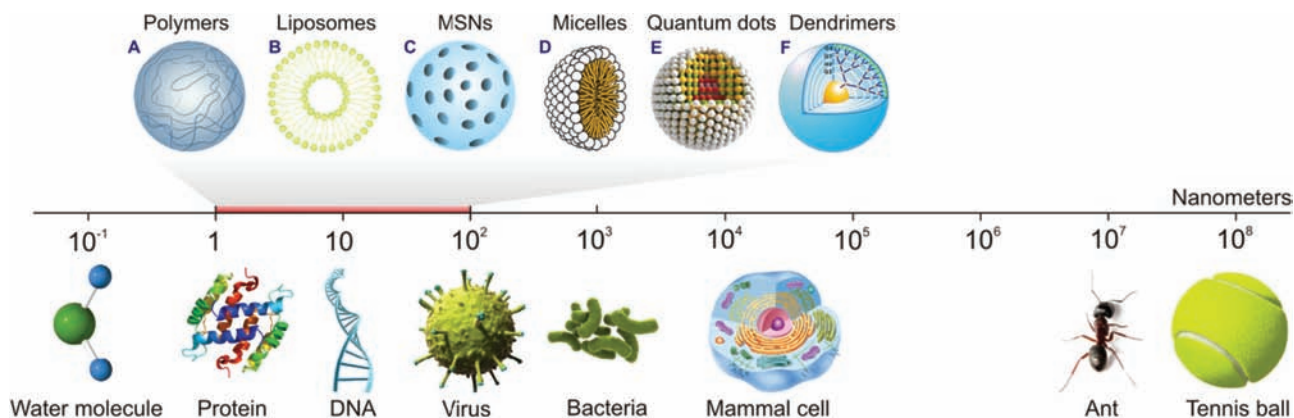 Polymers Liposomes MSNs Micelles Quantum dots Dendrimers
A B C D E F
Nanometers
10⁻¹ 1 10 10² 10³ 10⁴ 10⁵ 10⁶ 10⁷ 10⁸
Water molecule Protein DNA Virus Bacteria Mammal cell Ant Tennis ball